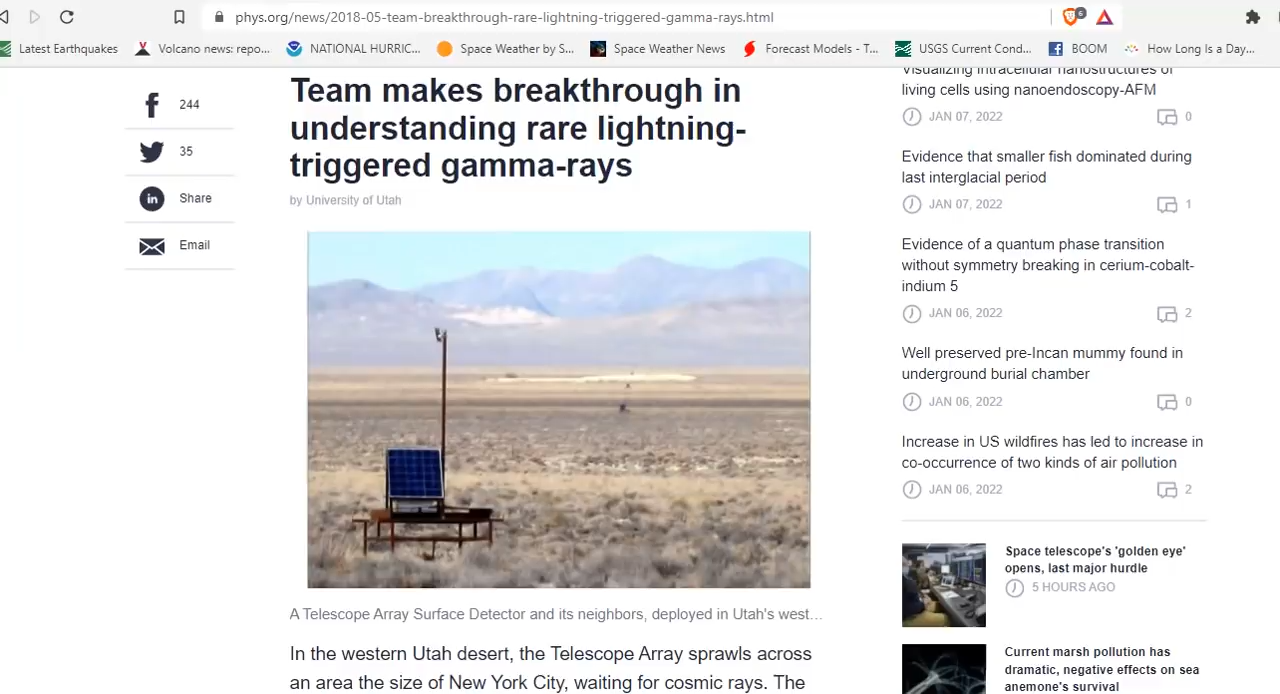 phys.org/news/2018-05-team-breakthrough-rare-lightning-triggered-gamma-rays.html
6
Latest Earthquakes
Volcano news: repo...
NATIONAL HURRIC...
Space Weather by S...
Space Weather News
Forecast Models - T...
USGS Current Cond...
BOOM
How Long Is a Day...
244
35
Share
Email
Team makes breakthrough in
understanding rare lightning-
triggered gamma-rays
by University of Utah
A Telescope Array Surface Detector and its neighbors, deployed in Utah's west...
In the western Utah desert, the Telescope Array sprawls across
an area the size of New York City, waiting for cosmic rays. The
Visualizing intracellular nanostructures of
living cells using nanoendoscopy-AFM
JAN 07, 2022
0
Evidence that smaller fish dominated during
last interglacial period
JAN 07, 2022
1
Evidence of a quantum phase transition
without symmetry breaking in cerium-cobalt-
indium 5
JAN 06, 2022
2
Well preserved pre-Incan mummy found in
underground burial chamber
JAN 06, 2022
0
Increase in US wildfires has led to increase in
co-occurrence of two kinds of air pollution
JAN 06, 2022
2
Space telescope's 'golden eye'
opens, last major hurdle
5 HOURS AGO
Current marsh pollution has
dramatic, negative effects on sea
anemone's survival